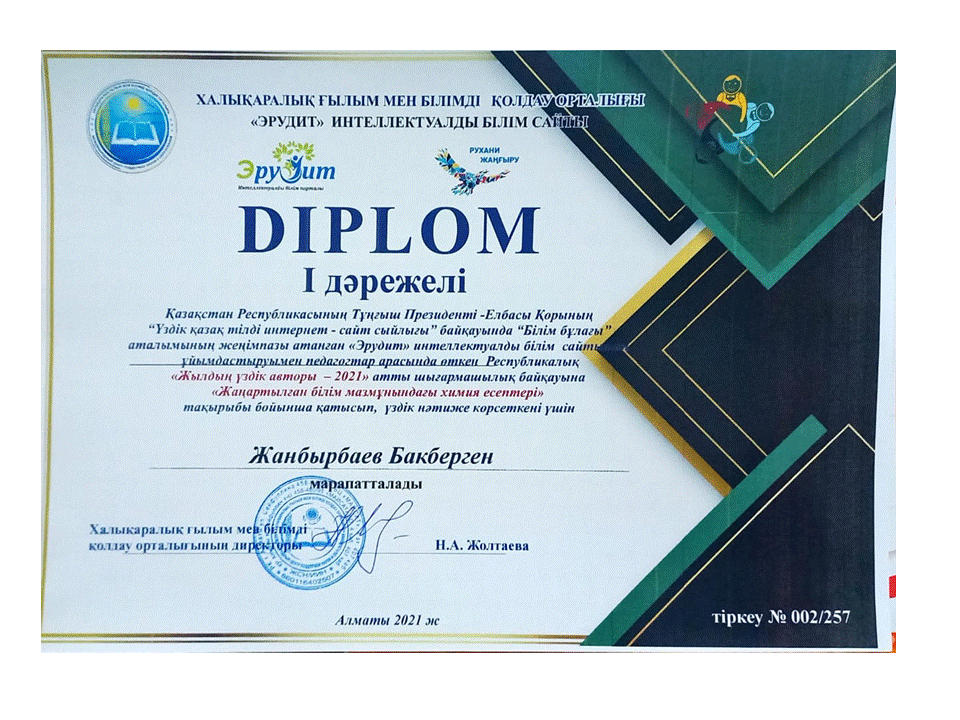 ХАЛЫҚАРАЛЫҚ ҒЫЛЫМ МЕН БІЛІМДІ ҚОЛДАУ ОРТАЛЫҒЫ
«ЭРУДИТ» ИНТЕЛЛЕКТУАЛДЫ БІЛІМ САЙТЫ
Эрудит
Интеллектуалды білім порталы
РУХАНИ
ЖАҢҒЫРУ
DIPLOM
I дәрежелі
Қазақстан Республикасының Тұңғыш Президенті -Елбасы Қорының
“Үздік қазақ тілді интернет - сайт сыйлығы” байқауында “Білім бұлағы”
аталымының жеңімпазы атанған «Эрудит» интеллектуалды білім сайты
ұйымдастыруымен педагогтар арасында өткен Республикалық
«Жылдың үздік авторы – 2021» атты шығармашылық байқауына
«Жаңартылған білім мазмұнындағы химия есептері»
тақырыбы бойынша қатысып, үздік нәтиже көрсеткені үшін
Жанбырбаев Бакберген
марапатталады
Халықаралық ғылым мен білімді
қолдау орталығының директоры
Н.А. Жолтаева
Алматы 2021 ж
тіркеу № 002/257